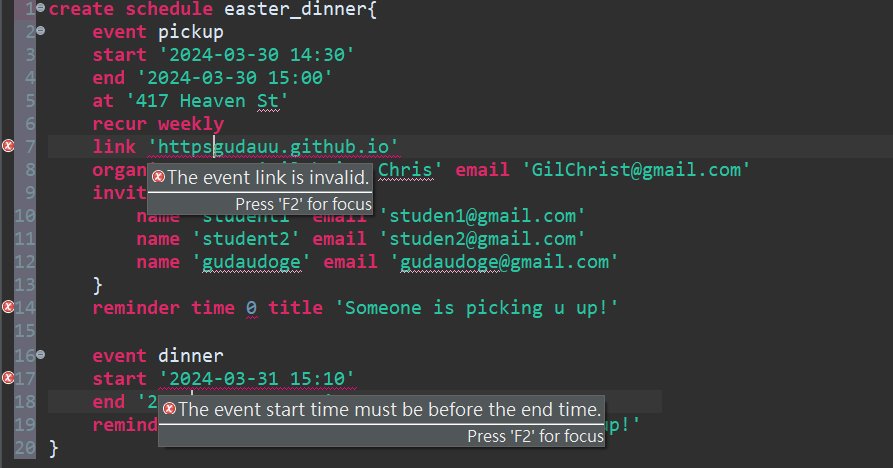 1 create schedule easter_dinner{
2 event pickup
3 start '2024-03-30 14:30'
4 end '2024-03-30 15:00'
5 at '417 Heaven St'
6 recur weekly
7 link 'httpsgudauu.github.io'
8 organ Chris' email 'GilChrist@gmail.com'
The event link is invalid.
9 invit
Press 'F2' for focus
10 name 'student1' email 'studen1@gmail.com'
11 name 'student2' email 'studen2@gmail.com'
12 name 'gudaudoge' email 'gudaudoge@gmail.com'
13 }
14 reminder time 0 title 'Someone is picking u up!'
15
16 event dinner
17 start '2024-03-31 15:10'
18 end '2
The event start time must be before the end time.
19 remind up!'
Press 'F2' for focus
20 }